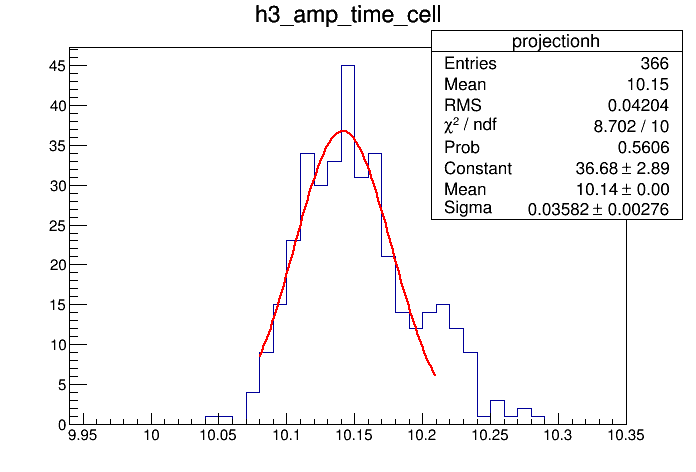 h3_amp_time_cell
projectionh
Entries 366
Mean 10.15
RMS 0.04204
χ² / ndf 8.702 / 10
Prob 0.5606
Constant 36.68 ± 2.89
Mean 10.14 ± 0.00
Sigma 0.03582 ± 0.00276
45
40
35
30
25
20
15
10
5
0
9.95 10 10.05 10.1 10.15 10.2 10.25 10.3 10.35